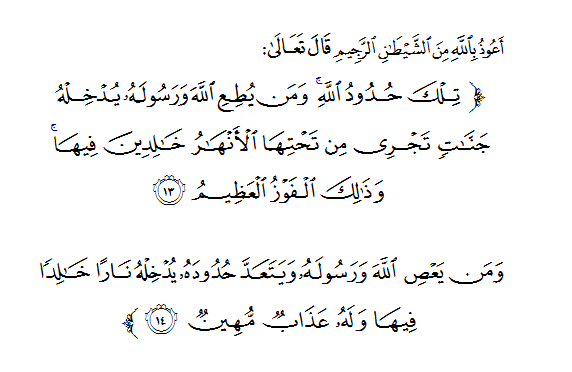 أَعُوذُ بِاللَّهِ مِنَ الشَّيْطَانِ الرَّجِيمِ قَالَ تَعَالَىٰ:
﴿ تِلْكَ حُدُودُ ٱللَّهِ ۚ وَمَن يُطِعِ ٱللَّهَ وَرَسُولَهُۥ يُدْخِلْهُ
جَنَّـٰتٍ تَجْرِى مِن تَحْتِهَا ٱلْأَنْهَـٰرُ خَـٰلِدِينَ فِيهَا ۚ
وَذَٰلِكَ ٱلْفَوْزُ ٱلْعَظِيمُ ١٣
وَمَن يَعْصِ ٱللَّهَ وَرَسُولَهُۥ وَيَتَعَدَّ حُدُودَهُۥ يُدْخِلْهُ نَارًا خَـٰلِدًا
فِيهَا وَلَهُۥ عَذَابٌ مُّهِينٌ ١٤ ﴾